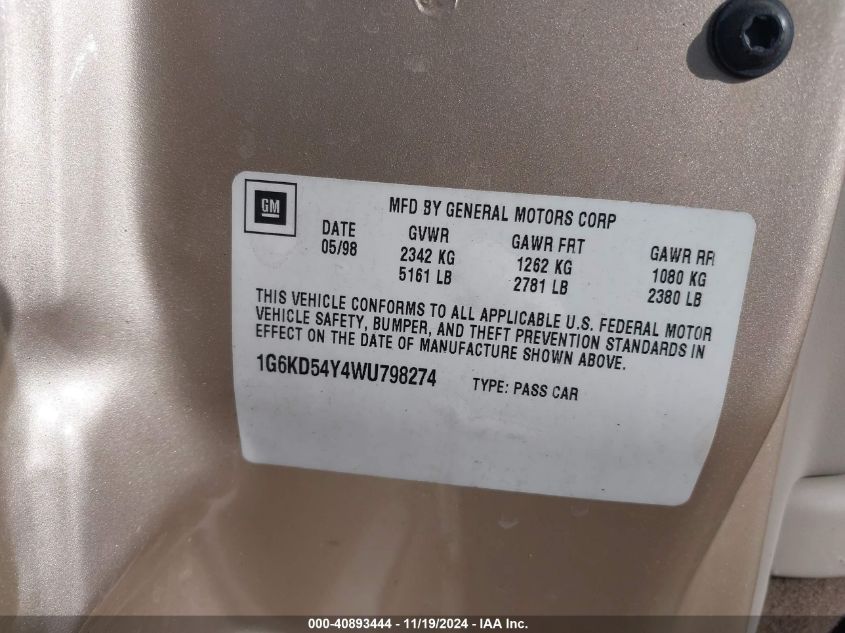 GM
MFD BY GENERAL MOTORS CORP
DATE GVWR GAWR FRT GAWR RR
05/98 2342 KG 1262 KG 1080 KG
5161 LB 2781 LB 2380 LB
THIS VEHICLE CONFORMS TO ALL APPLICABLE U.S. FEDERAL MOTOR
VEHICLE SAFETY, BUMPER, AND THEFT PREVENTION STANDARDS IN
EFFECT ON THE DATE OF MANUFACTURE SHOWN ABOVE.
1G6KD54Y4WU798274 TYPE: PASS CAR
000-40893444 - 11/19/2024 - IAA Inc.